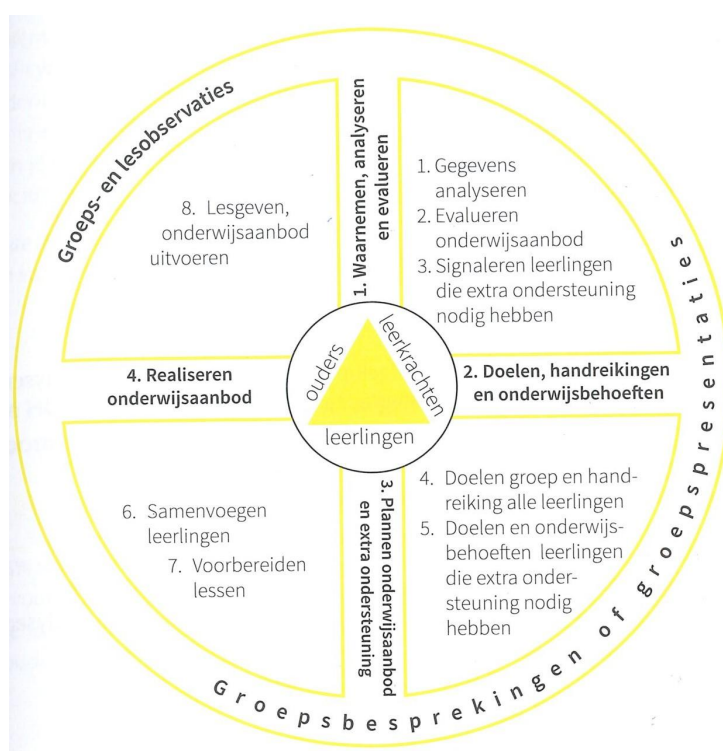 Groeps- en lesobservaties
1. Waarnemen, analyseren
en evalueren
1. Gegevens
analyseren
2. Evalueren
onderwijsaanbod
3. Signaleren leerlingen
die extra ondersteuning
nodig hebben
8. Lesgeven,
onderwijsaanbod
uitvoeren
ouders
leerkrachten
leerlingen
4. Realiseren
onderwijsaanbod
2. Doelen, handreikingen
en onderwijsbehoeften
4. Doelen groep en hand-
reiking alle leerlingen
5. Doelen en onderwijs-
behoeften leerlingen
die extra onder-
steuning nodig
hebben
3. Plannen onderwijsaanbod
en extra ondersteuning
6. Samenvoegen
leerlingen
7. Voorbereiden
lessen
Groepsbesprekingen of groepspresentaties